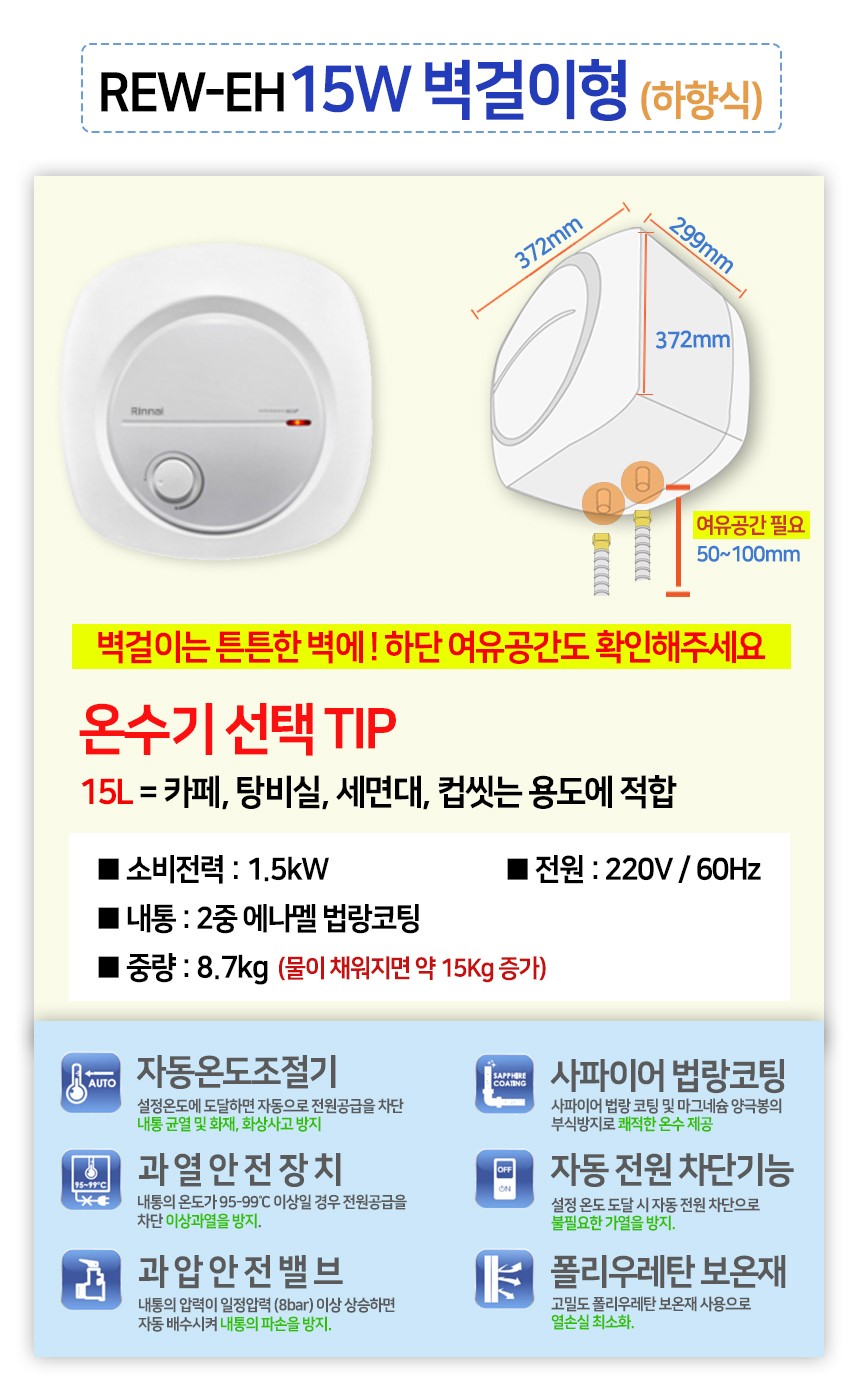 REW-EH15W 벽걸이형 (하향식)
372mm
299mm
372mm
Rinnai
여유공간 필요
50~100mm
벽걸이는 튼튼한 벽에! 하단 여유공간도 확인해주세요
온수기 선택 TIP
15L = 카페, 탕비실, 세면대, 컵씻는 용도에 적합
■ 소비전력 : 1.5kW
■ 전원 : 220V / 60Hz
■ 내통 : 2중 에나멜 법랑코팅
■ 중량 : 8.7kg (물이 채워지면 약 15Kg 증가)
AUTO
자동온도조절기
설정온도에 도달하면 자동으로 전원공급을 차단
내통 균열 및 화재, 화상사고 방지
SAPPHIRE
COATING
사파이어 법랑코팅
사파이어 법랑 코팅 및 마그네슘 양극봉의
부식방지로 쾌적한 온수 제공
95~99°C
과열안전장치
내통의 온도가 95-99℃ 이상일 경우 전원공급을
차단 이상과열을 방지.
OFF
ON
자동 전원 차단기능
설정 온도 도달 시 자동 전원 차단으로
불필요한 가열을 방지.
과압안전밸브
내통의 압력이 일정압력 (8bar) 이상 상승하면
자동 배수시켜 내통의 파손을 방지.
폴리우레탄 보온재
고밀도 폴리우레탄 보온재 사용으로
열손실 최소화.